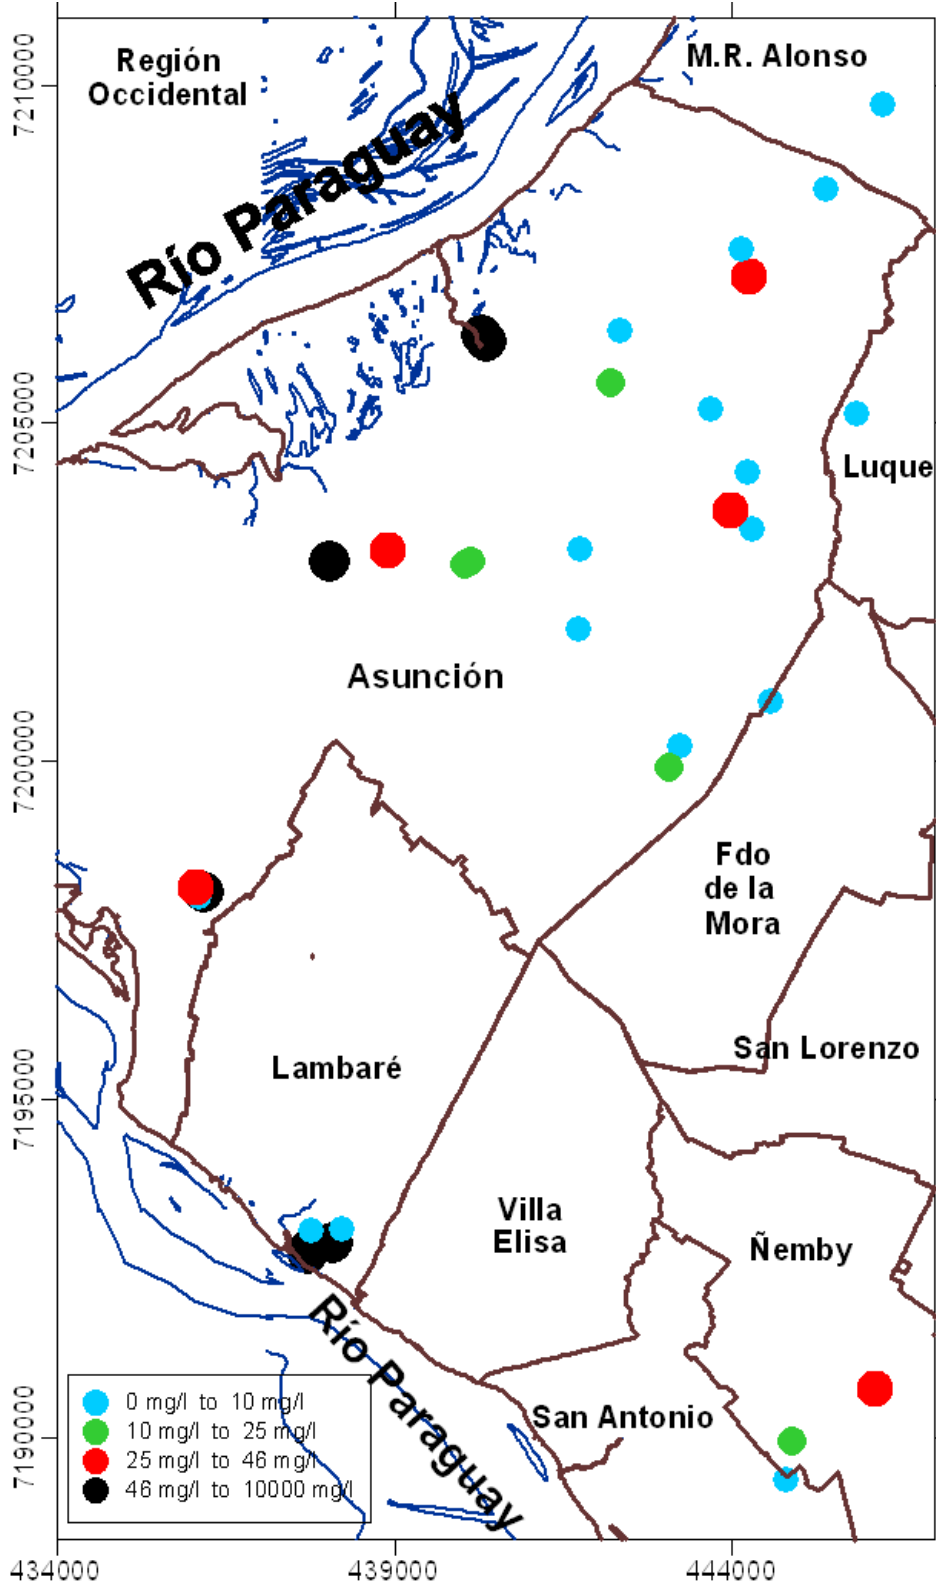 Región
Occidental
M.R. Alonso
Río Paraguay
Luque
Asunción
Fdo
de la
Mora
San Lorenzo
Lambaré
Villa
Elisa
Ñemby
Río Paraguay
San Antonio
0 mg/l to 10 mg/l
10 mg/l to 25 mg/l
25 mg/l to 46 mg/l
46 mg/l to 10000 mg/l
7210000
7205000
7200000
7195000
7190000
434000
439000
444000